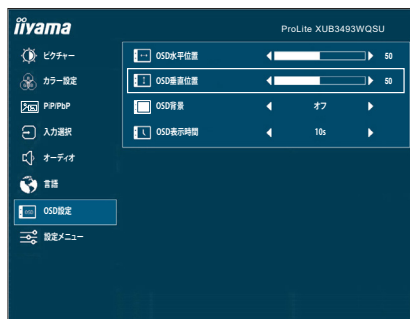 iiyama
ProLite XUB3493WQSU
ピクチャー
カラー設定
PiP/PbP
入力選択
オーディオ
言語
OSD設定
設定メニュー
OSD水平位置 50
OSD垂直位置 50
OSD背景 オフ
OSD表示時間 10s